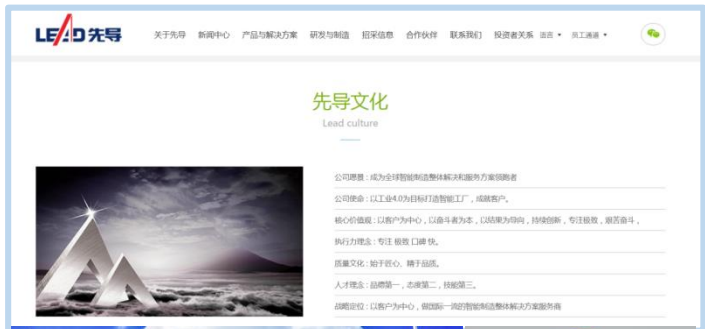 LEAD先导
关于先导 新闻中心 产品与解决方案 研发与制造 招采信息 合作伙伴 联系我们 投资者关系 语言 员工通道
先导文化
Lead culture
公司愿景：成为全球智能制造整体解决和服务方案领跑者
公司使命：以工业4.0为目标打造智能工厂，成就客户。
核心价值观：以客户为中心，以奋斗者为本，以结果为导向，持续创新，专注极致，艰苦奋斗，
执行力理念：专注 极致 口碑 快。
质量文化：始于匠心、精于品质。
人才理念：品德第一，态度第二，技能第三。
战略定位：以客户为中心，做国际一流的智能制造整体解决方案服务商